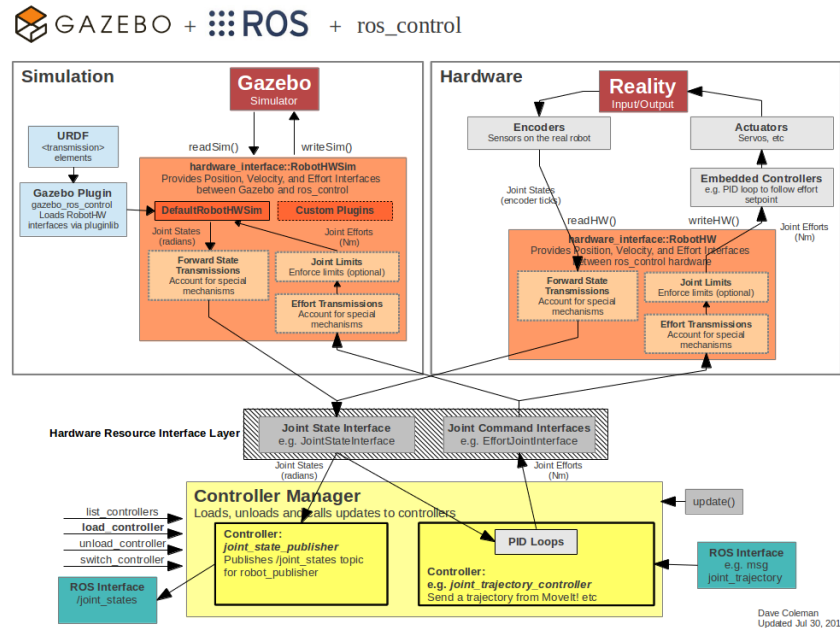 GAZEBO + ROS + ros_control
Simulation
Gazebo
Simulator
URDF
<transmission>
elements
readSim()
writeSim()
Gazebo Plugin
gazebo_ros_control
Loads RobotHW
interfaces via pluginlib
hardware_interface::RobotHWSim
Provides Position, Velocity, and Effort Interfaces
between Gazebo and ros_control
DefaultRobotHWSim
Custom Plugins
Joint States
(radians)
Joint Efforts
(Nm)
Forward State
Transmissions
Account for special
mechanisms
Joint Limits
Enforce limits (optional)
Effort Transmissions
Account for special
mechanisms
Hardware
Reality
Input/Output
Encoders
Sensors on the real robot
Actuators
Servos, etc
Embedded Controllers
e.g. PID loop to follow effort
setpoint
Joint States
(encoder ticks)
readHW()
writeHW()
Joint Efforts
(Nm)
hardware_interface::RobotHW
Provides Position, Velocity, and Effort Interfaces
between ros_control hardware
Forward State
Transmissions
Account for special
mechanisms
Joint Limits
Enforce limits (optional)
Effort Transmissions
Account for special
mechanisms
Hardware Resource Interface Layer
Joint State Interface
e.g. JointStateInterface
Joint Command Interfaces
e.g. EffortJointInterface
Joint States
(radians)
Joint Efforts
(Nm)
Controller Manager
Loads, unloads and calls updates to controllers
update()
list_controllers
load_controller
unload_controller
switch_controller
Controller:
joint_state_publisher
Publishes /joint_states topic
for robot_publisher
PID Loops
Controller:
e.g. joint_trajectory_controller
Send a trajectory from MoveIt! etc
ROS Interface
e.g. msg
joint_trajectory
ROS Interface
/joint_states
Dave Coleman
Updated Jul 30, 201